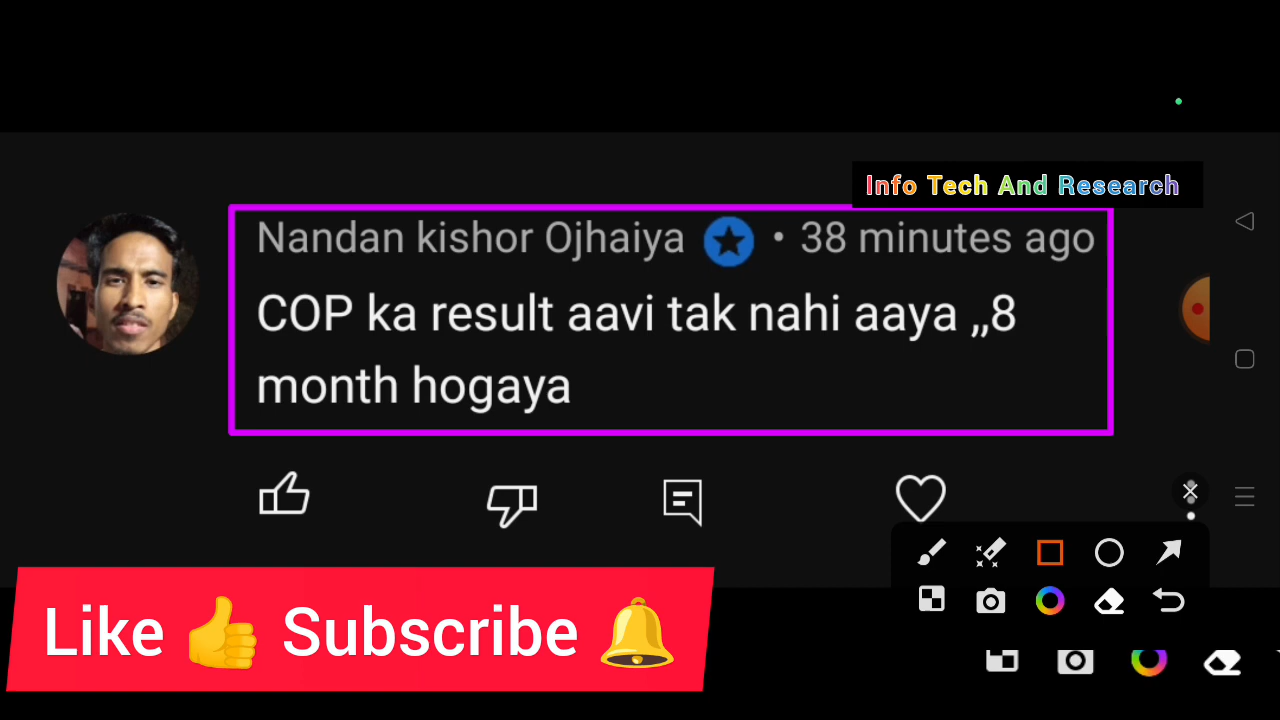 Info Tech And Research
Nandan kishor Ojhaiya • 38 minutes ago
COP ka result aavi tak nahi aaya ,,8
month hogaya
Like 👍 Subscribe 🔔